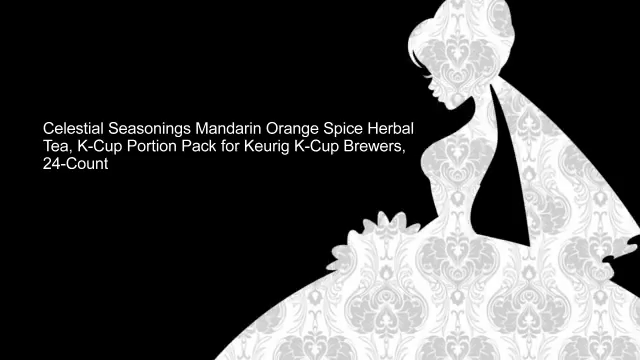 Celestial Seasonings Mandarin Orange Spice Herbal
Tea, K-Cup Portion Pack for Keurig K-Cup Brewers,
24-Count